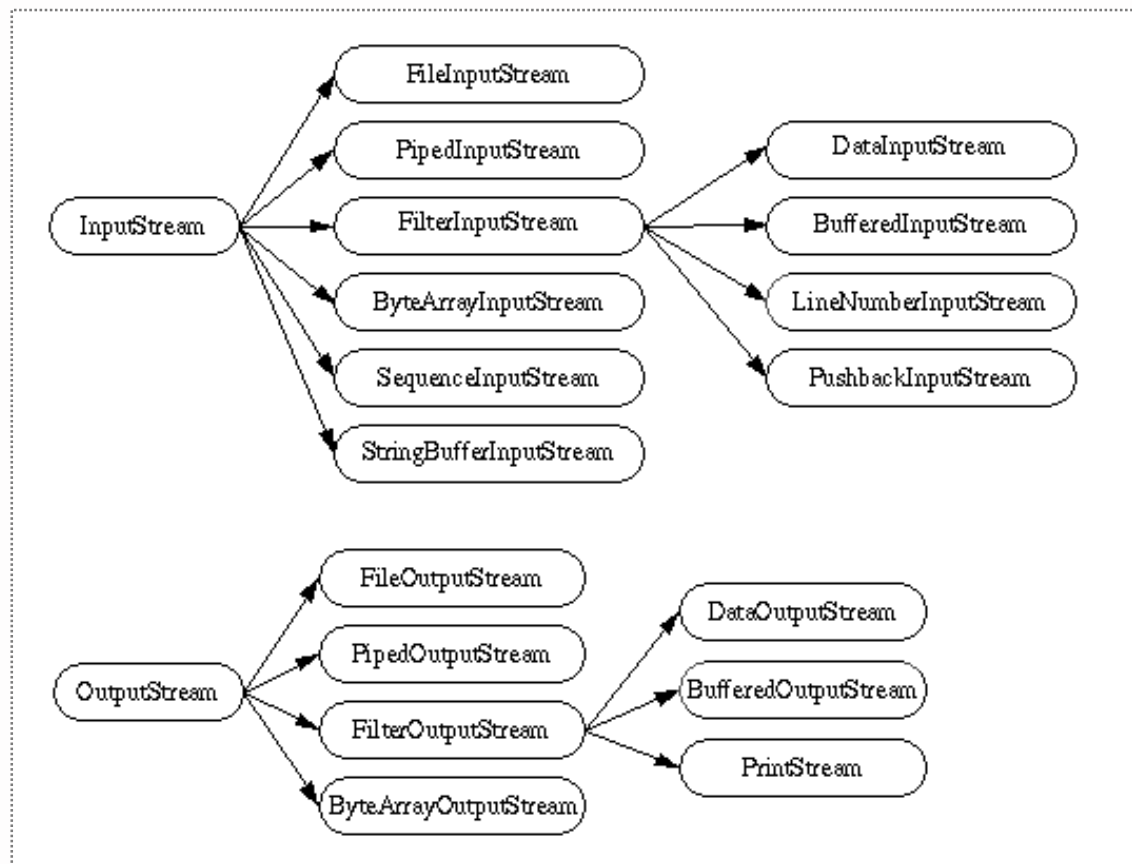 FileInputStream
PipedInputStream
DataInputStream
InputStream
FilterInputStream
BufferedInputStream
ByteArrayInputStream
LineNumberInputStream
SequenceInputStream
PushbackInputStream
StringBufferInputStream
FileOutputStream
DataOutputStream
PipedOutputStream
OutputStream
BufferedOutputStream
FilterOutputStream
PrintStream
ByteArrayOutputStream